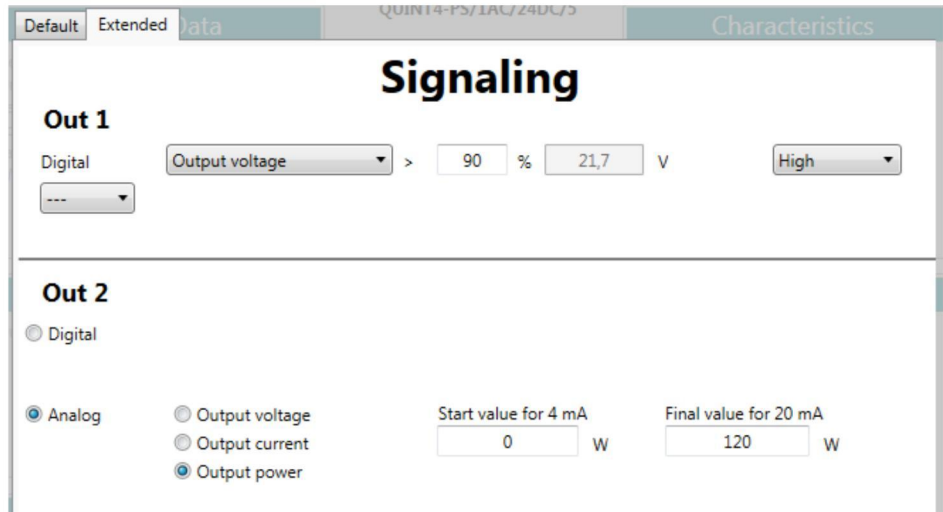 QUINT4-PS/1AC/24DC/5
Default Extended Data Characteristics
Signaling
Out 1
Digital Output voltage > 90 % 21,7 V High
---
Out 2
Digital
Analog Output voltage Start value for 4 mA Final value for 20 mA
Output current 0 W 120 W
Output power